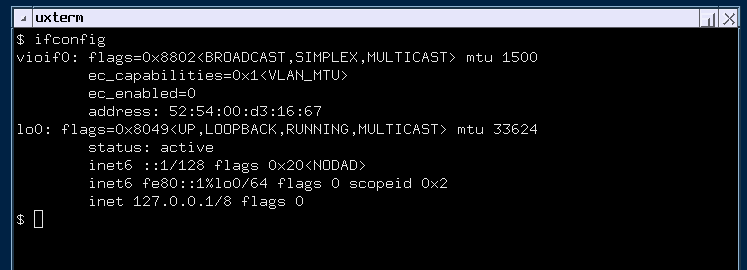 uxterm
$ ifconfig
vioif0: flags=0x8802<BROADCAST,SIMPLEX,MULTICAST> mtu 1500
        ec_capabilities=0x1<VLAN_MTU>
        ec_enabled=0
        address: 52:54:00:d3:16:67
lo0: flags=0x8049<UP,LOOPBACK,RUNNING,MULTICAST> mtu 33624
        status: active
        inet6 ::1/128 flags 0x20<NODAD>
        inet6 fe80::1%lo0/64 flags 0 scopeid 0x2
        inet 127.0.0.1/8 flags 0
$